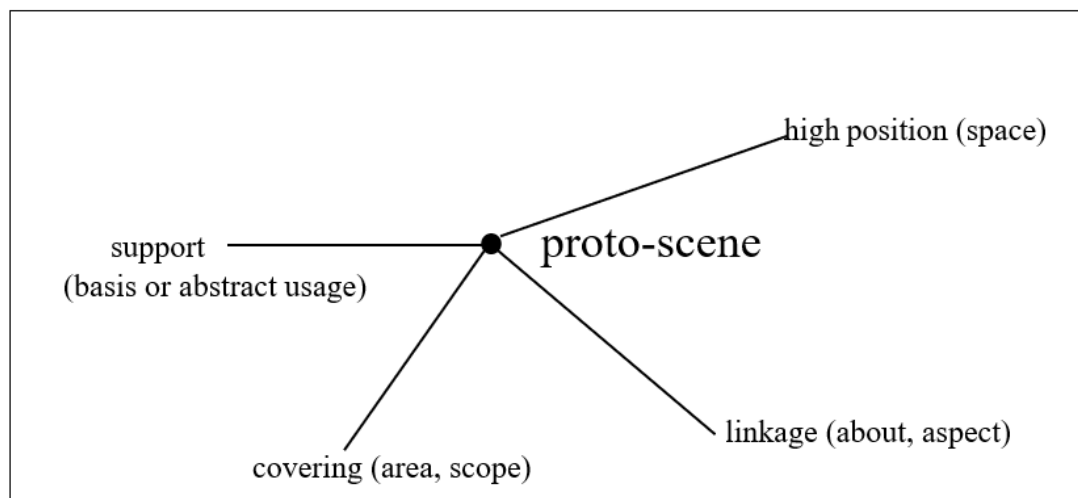 high position (space)
proto-scene
support
(basis or abstract usage)
linkage (about, aspect)
covering (area, scope)